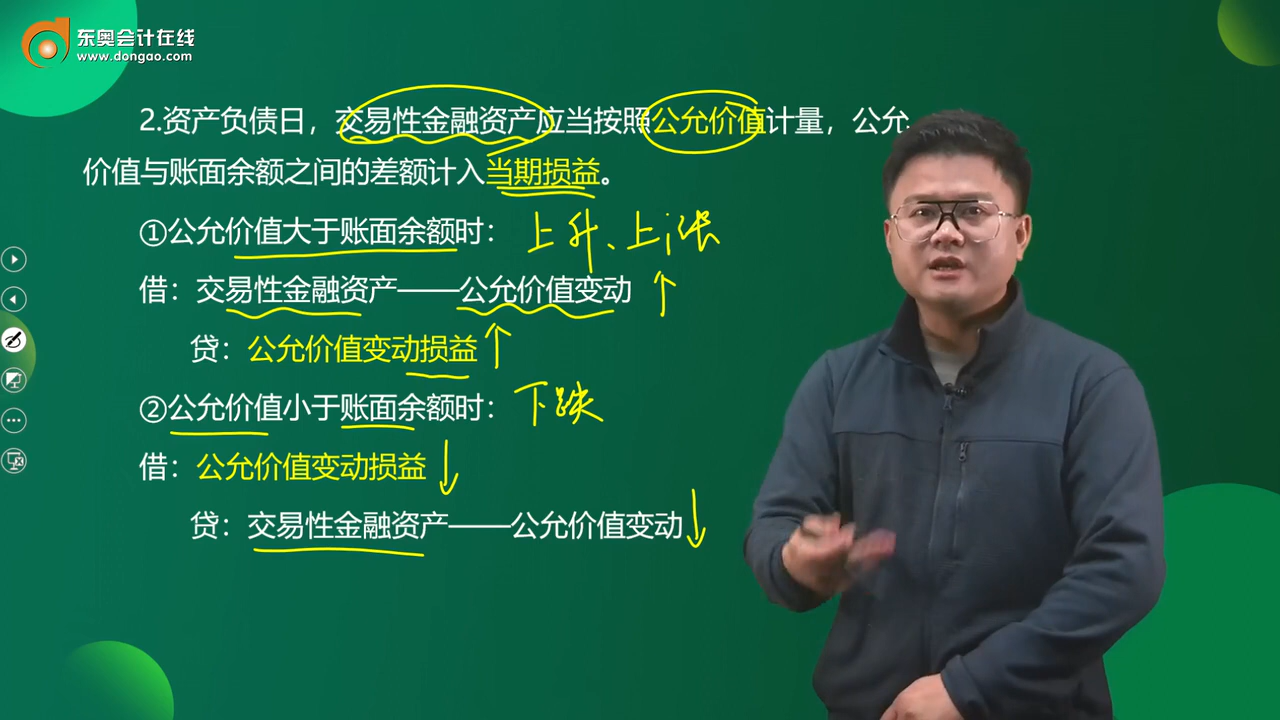 东奥会计在线
www.dongao.com
2.资产负债日，交易性金融资产应当按照公允价值计量，公允
价值与账面余额之间的差额计入当期损益。
①公允价值大于账面余额时： 上升、上涨
借：交易性金融资产——公允价值变动 ↑
贷：公允价值变动损益 ↑
②公允价值小于账面余额时： 下跌
借：公允价值变动损益 ↓
贷：交易性金融资产——公允价值变动 ↓